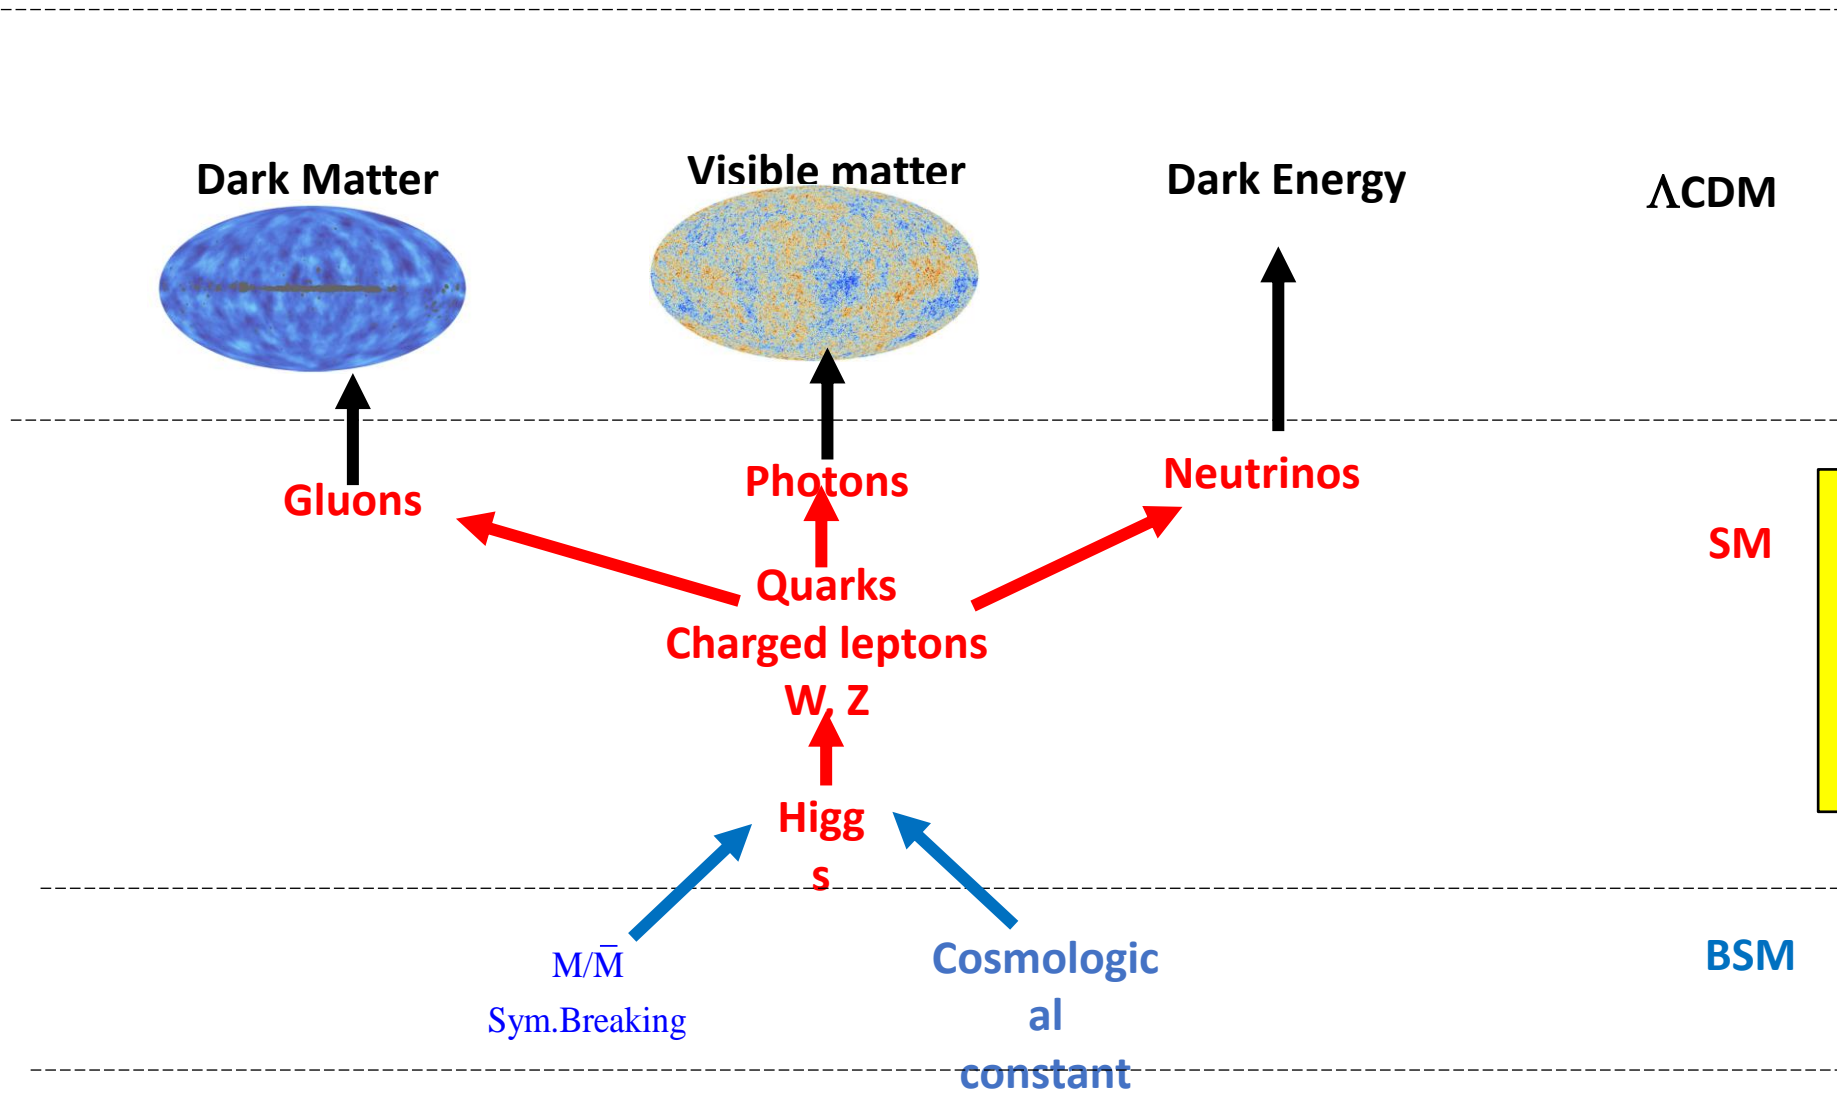 Dark Matter
Visible matter
Dark Energy
ΛCDM
Gluons
Photons
Neutrinos
SM
Quarks
Charged leptons
W, Z
Higg
s
M/M̅
Sym.Breaking
Cosmologic
al
constant
BSM